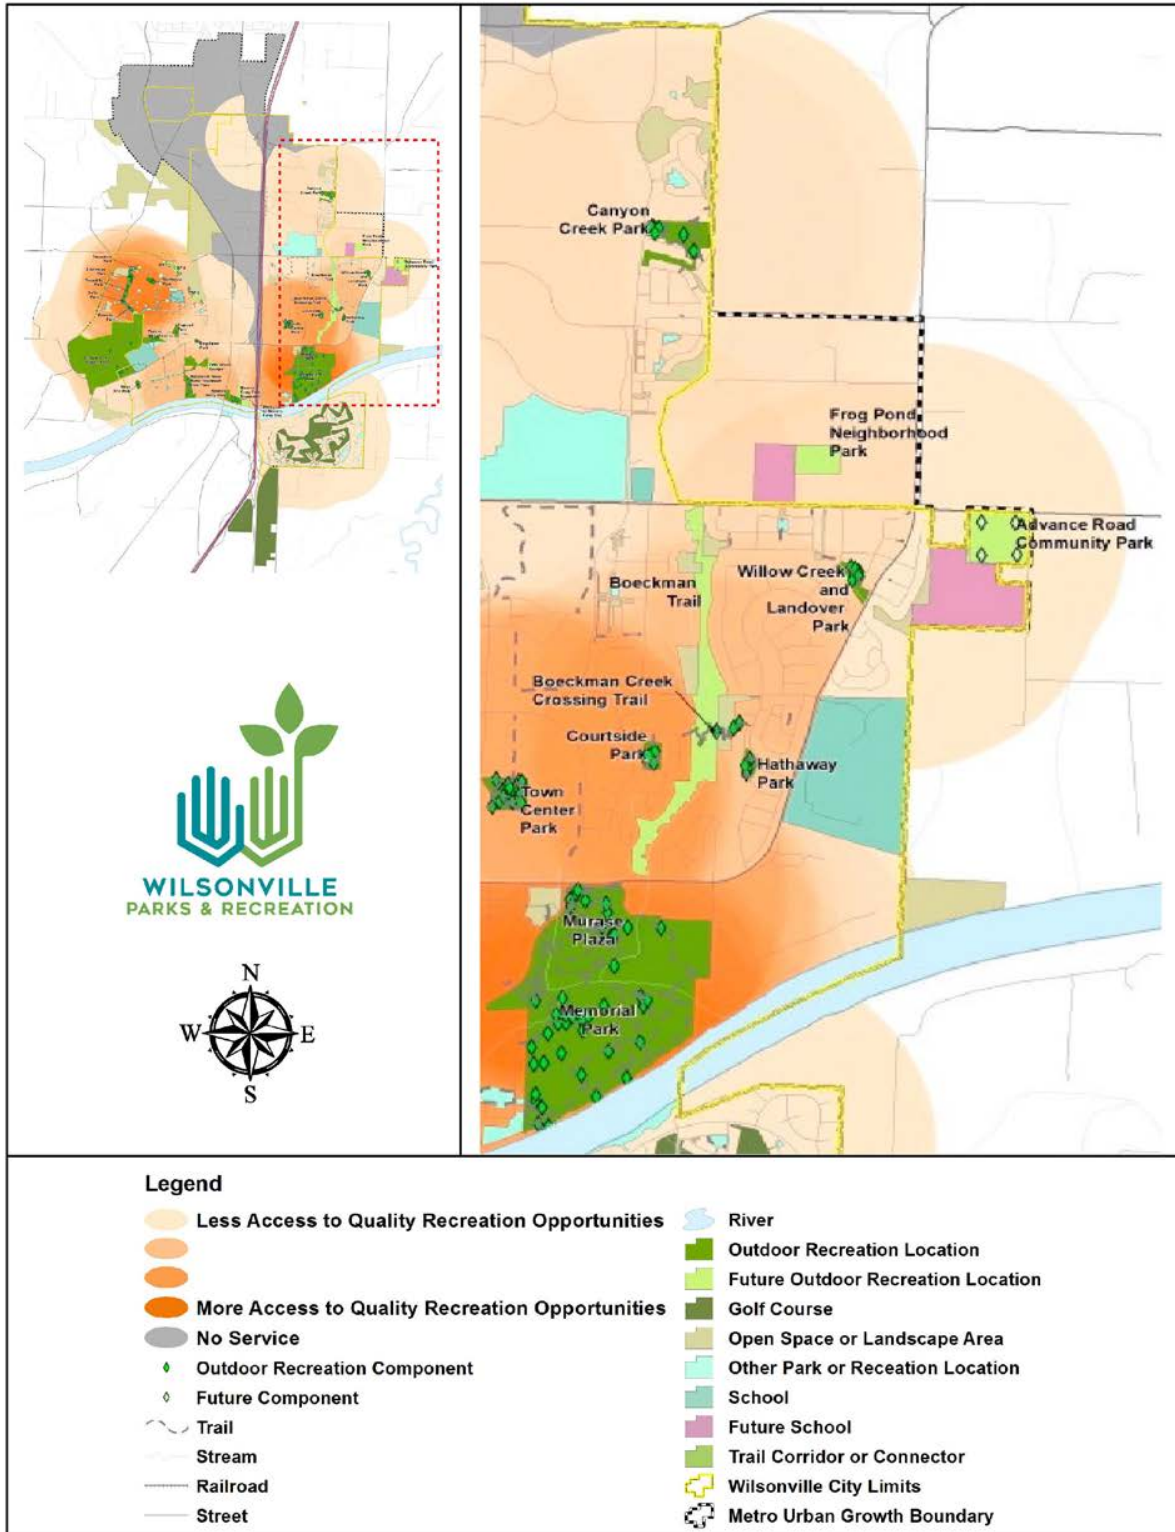 Canyon
Creek Park
Frog Pond
Neighborhood
Park
Advance Road
Community Park
Boeckman
Trail
Willow Creek
and
Landover
Park
Boeckman Creek
Crossing Trail
Courtside
Park
Hathaway
Park
Town
Center
Park
Murase
Plaza
Memorial
Park
WILSONVILLE
PARKS & RECREATION
N
W
E
S
Legend
Less Access to Quality Recreation Opportunities
More Access to Quality Recreation Opportunities
No Service
Outdoor Recreation Component
Future Component
Trail
Stream
Railroad
Street
River
Outdoor Recreation Location
Future Outdoor Recreation Location
Golf Course
Open Space or Landscape Area
Other Park or Receation Location
School
Future School
Trail Corridor or Connector
Wilsonville City Limits
Metro Urban Growth Boundary